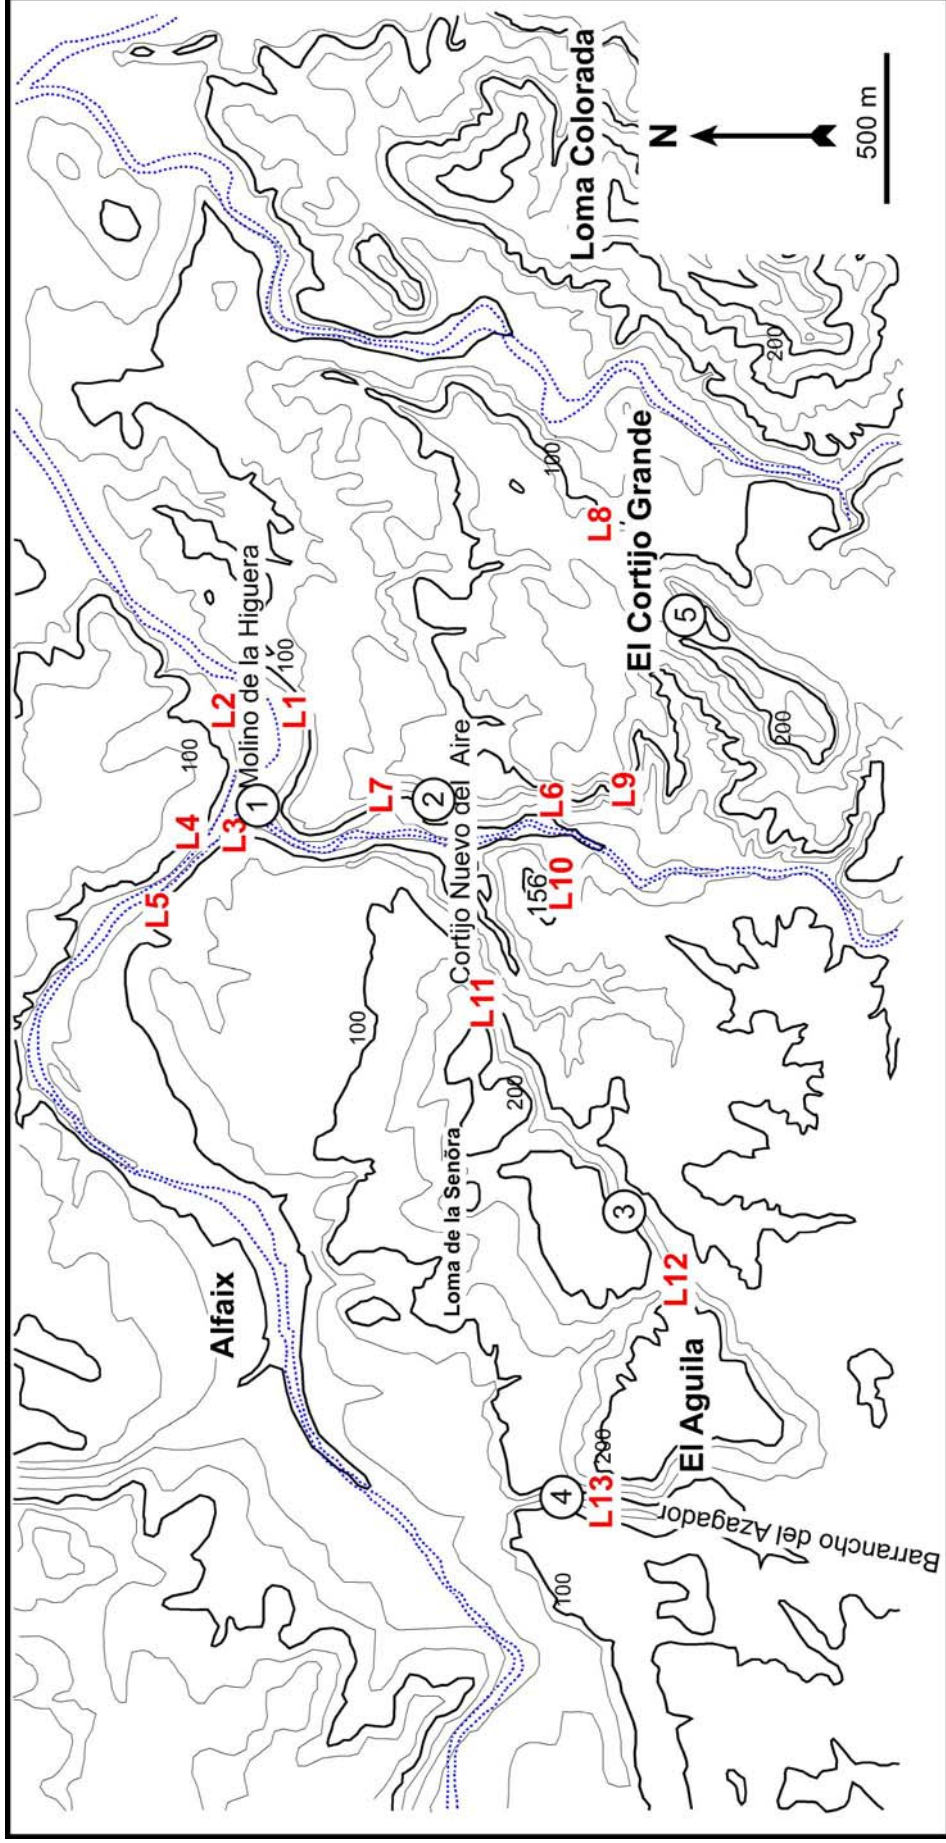 Loma Colorada
N
500 m
200
El Cortijo Grande
L8
100
5
200
Molino de la Higuera
L2
L1
100
100
L4
L3
1
L5
L7
2
Cortijo Nuevo del Aire
L6
L9
156
L10
L11
100
200
Loma de la Senõra
3
L12
Alfaix
El Aguila
200
L13
4
100
Barrancho del Azagador